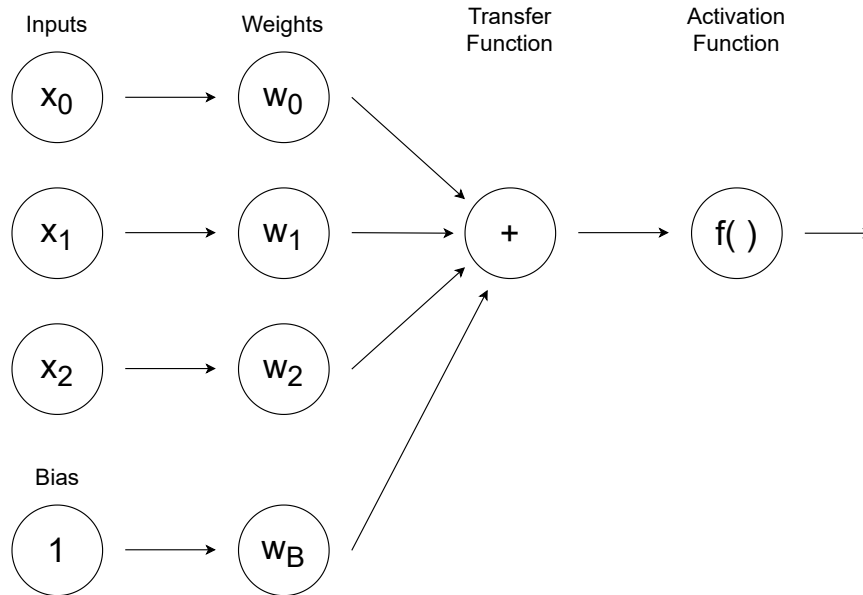 Inputs
Weights
Transfer
Function
Activation
Function
x0
w0
x1
w1
+
f( )
x2
w2
Bias
1
wB